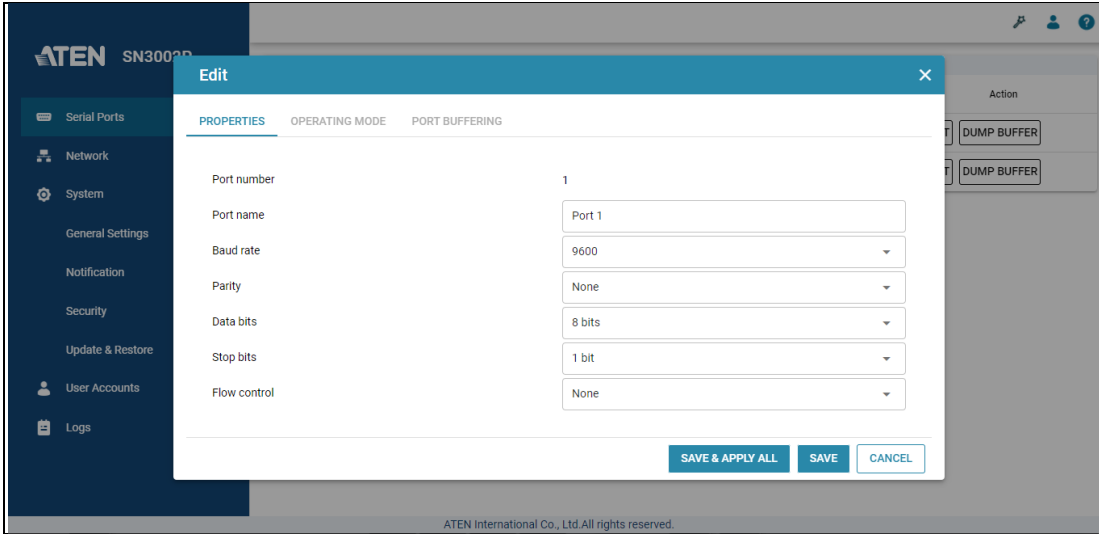 ATEN SN3002P
Edit
Action
Serial Ports
PROPERTIES OPERATING MODE PORT BUFFERING
DUMP BUFFER
Network
Port number 1
DUMP BUFFER
System
Port name Port 1
General Settings
Baud rate 9600
Notification
Parity None
Security
Data bits 8 bits
Update & Restore
Stop bits 1 bit
User Accounts
Flow control None
Logs
SAVE & APPLY ALL SAVE CANCEL
ATEN International Co., Ltd.All rights reserved.